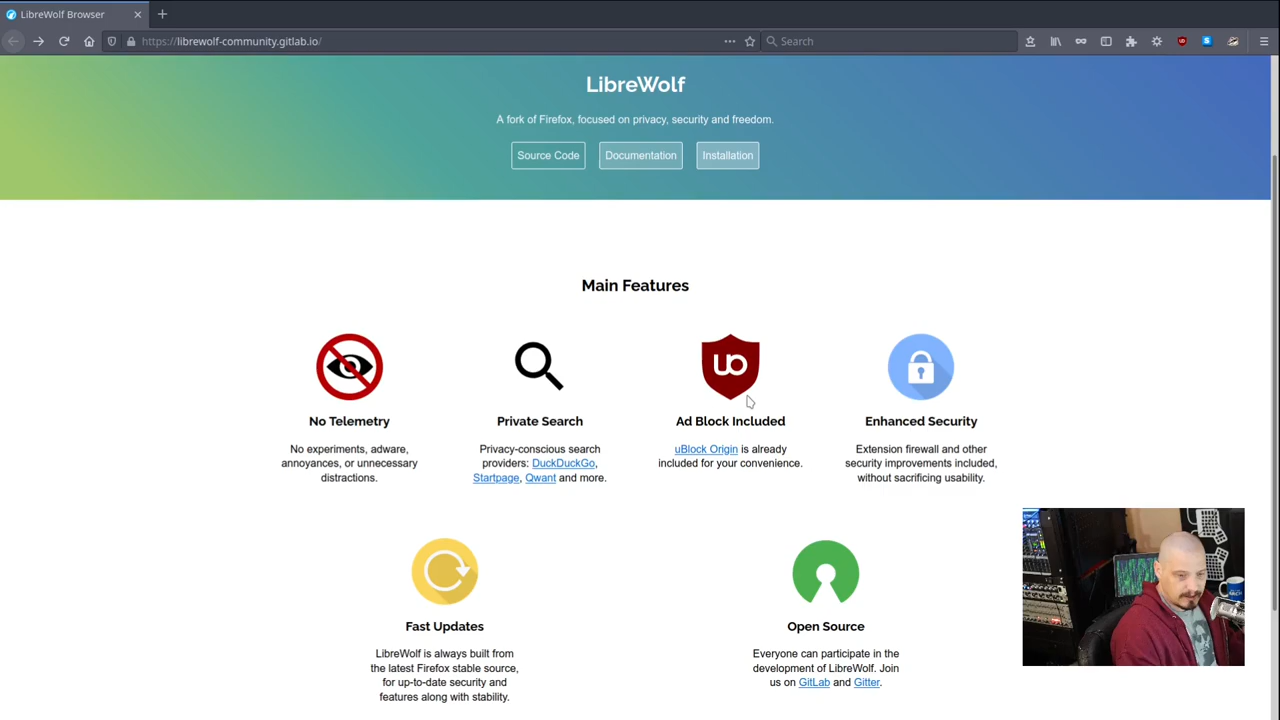 LibreWolf Browser
https://librewolf-community.gitlab.io/
Search
LibreWolf
A fork of Firefox, focused on privacy, security and freedom.
Source Code
Documentation
Installation
Main Features
No Telemetry
No experiments, adware,
annoyances, or unnecessary
distractions.
Private Search
Privacy-conscious search
providers: DuckDuckGo,
Startpage, Qwant and more.
Ad Block Included
uBlock Origin is already
included for your convenience.
Enhanced Security
Extension firewall and other
security improvements included,
without sacrificing usability.
Fast Updates
LibreWolf is always built from
the latest Firefox stable source,
for up-to-date security and
features along with stability.
Open Source
Everyone can participate in the
development of LibreWolf. Join
us on GitLab and Gitter.